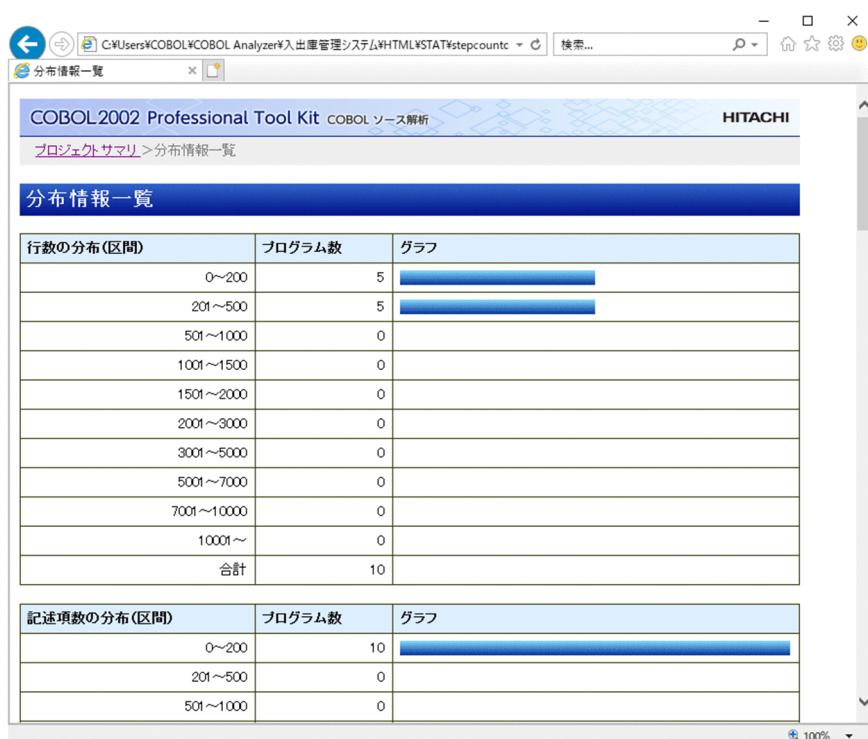 C:¥Users¥COBOL¥COBOL Analyzer¥入出庫管理システム¥HTML¥STAT¥stepcountc
検索...
分布情報一覧
COBOL2002 Professional Tool Kit COBOL ソース解析
HITACHI
プロジェクトサマリ >分布情報一覧
分布情報一覧
行数の分布(区間) プログラム数 グラフ
0～200 5
201～500 5
501～1000 0
1001～1500 0
1501～2000 0
2001～3000 0
3001～5000 0
5001～7000 0
7001～10000 0
10001～ 0
合計 10
記述項数の分布(区間) プログラム数 グラフ
0～200 10
201～500 0
501～1000 0
100%